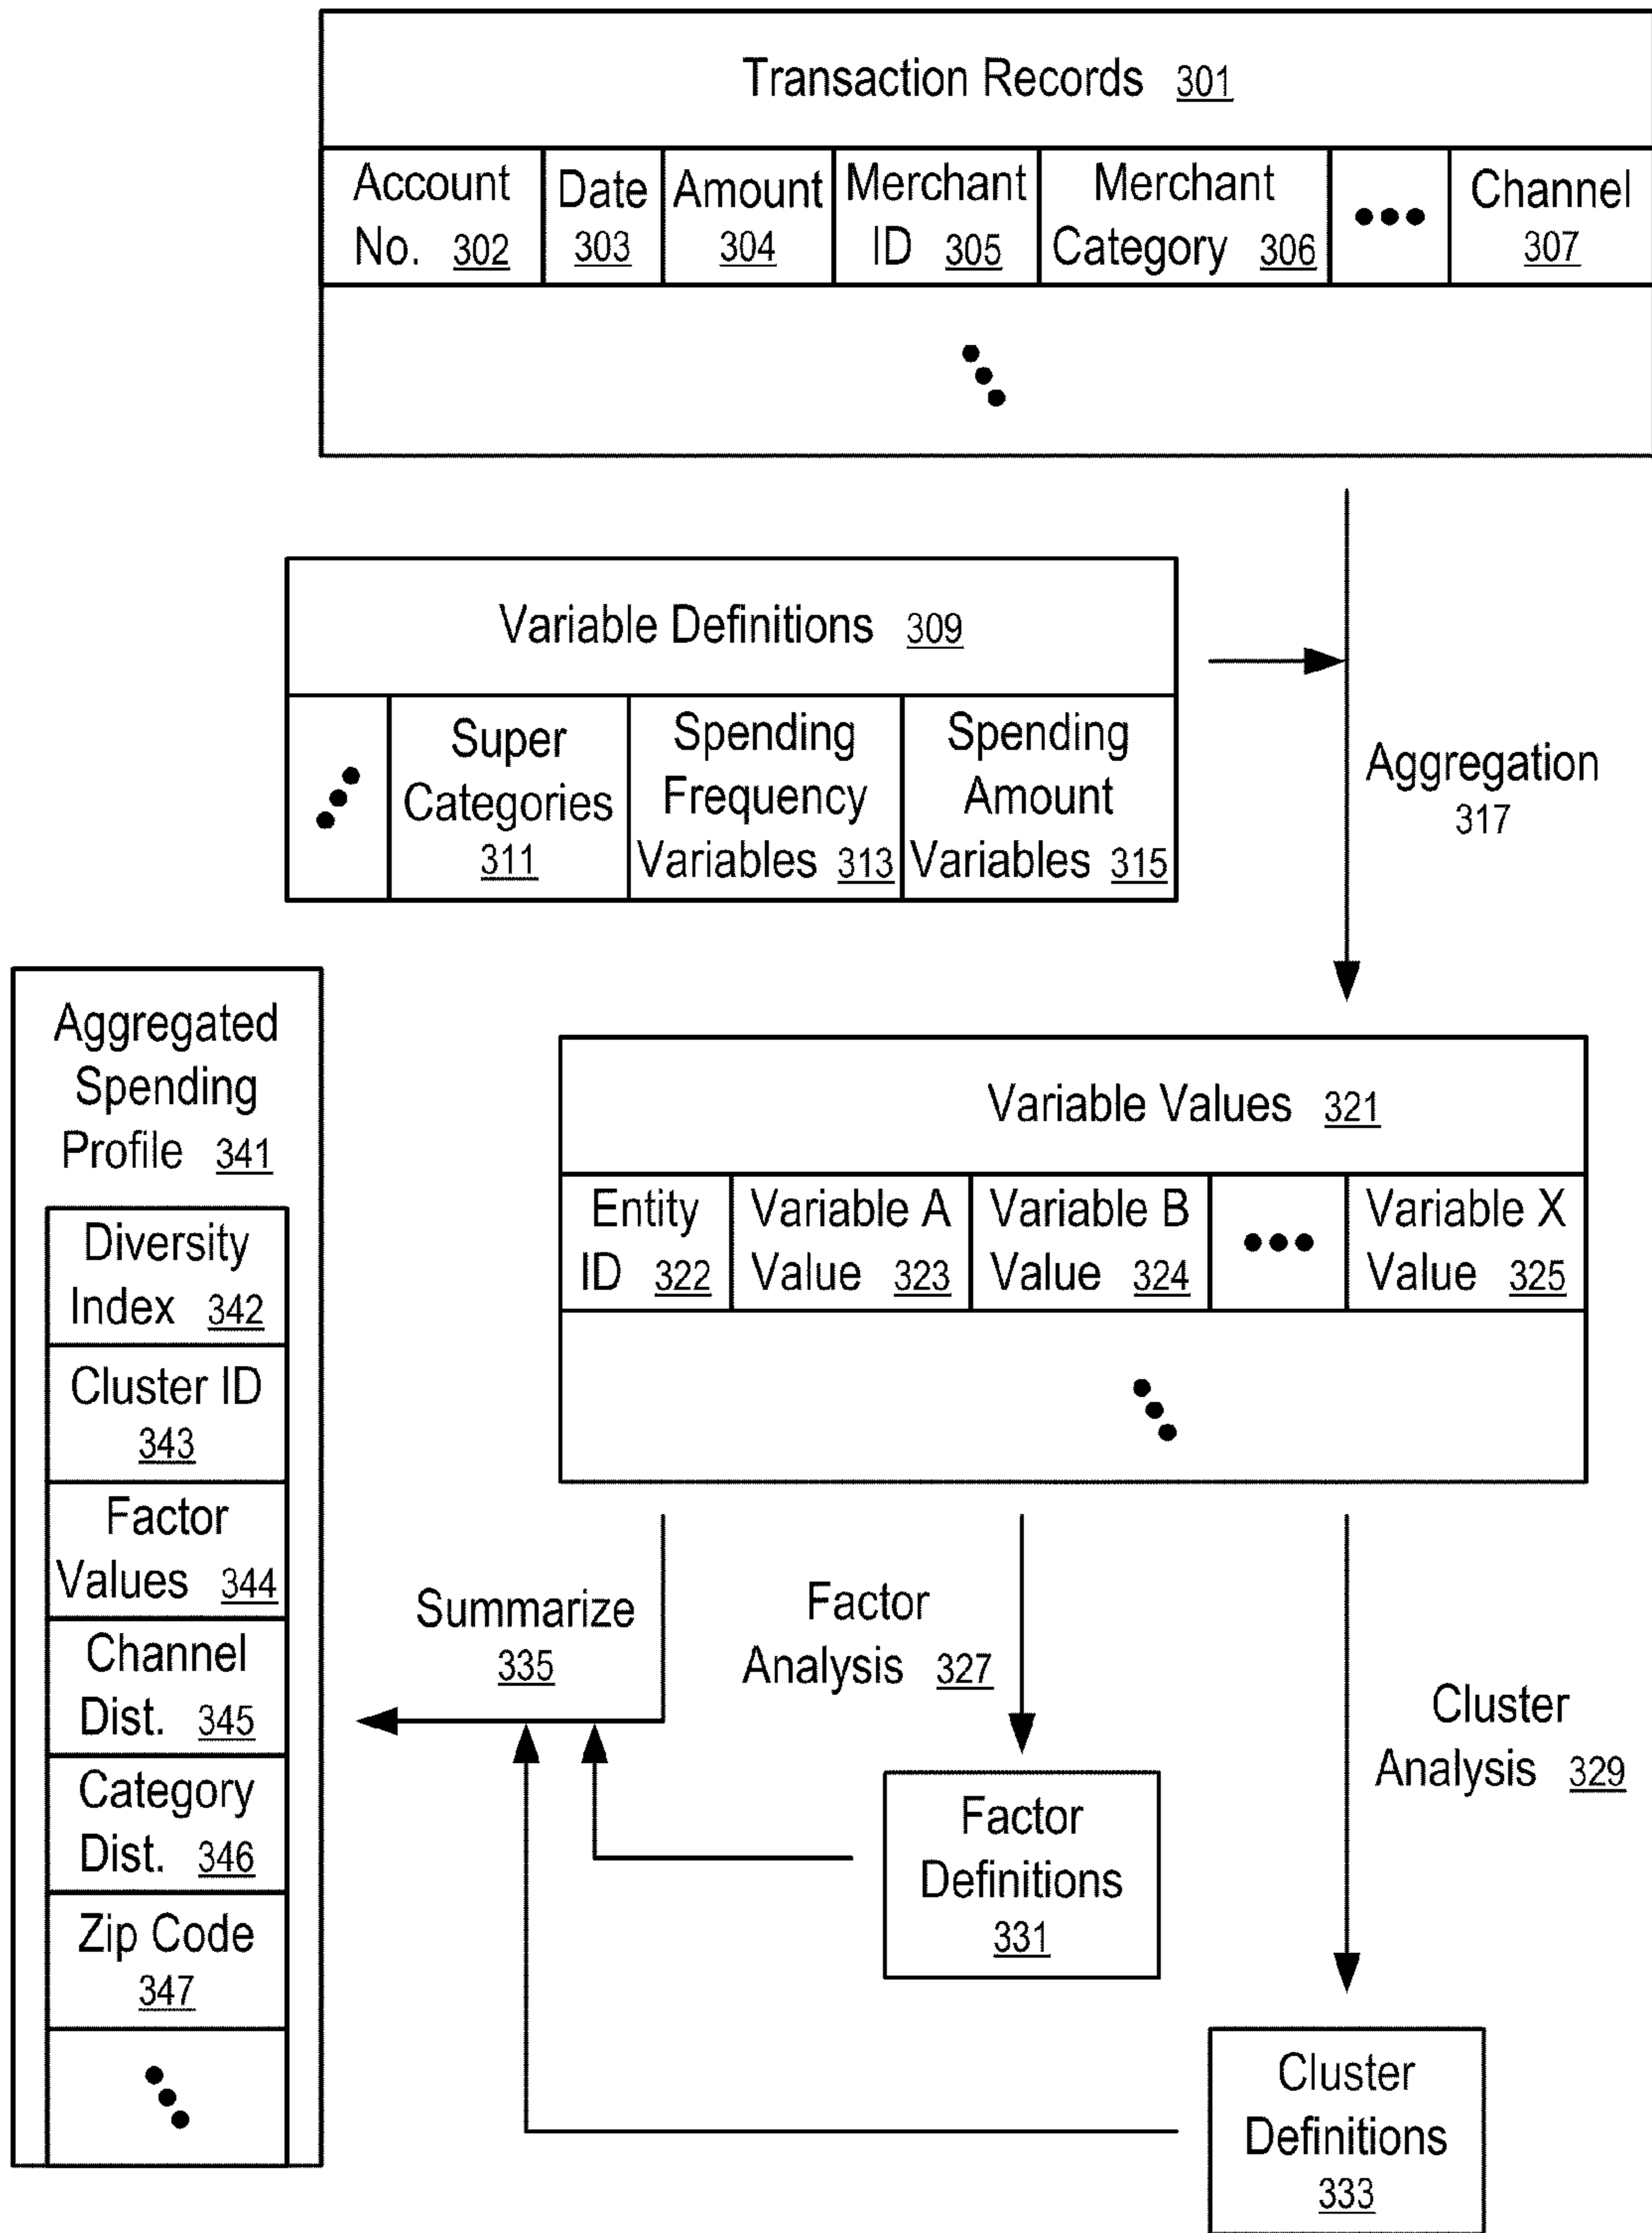 Transaction Records 301
Account
No. 302
Date
303
Amount
304
Merchant
ID 305
Merchant
Category 306
Channel
307
Variable Definitions 309
Super
Categories
311
Spending
Frequency
Variables 313
Spending
Amount
Variables 315
Aggregation
317
Variable Values 321
Entity
ID 322
Variable A
Value 323
Variable B
Value 324
Variable X
Value 325
Aggregated
Spending
Profile 341
Diversity
Index 342
Cluster ID
343
Factor
Values 344
Channel
Dist. 345
Category
Dist. 346
Zip Code
347
Summarize
335
Factor
Analysis 327
Cluster
Analysis 329
Factor
Definitions
331
Cluster
Definitions
333